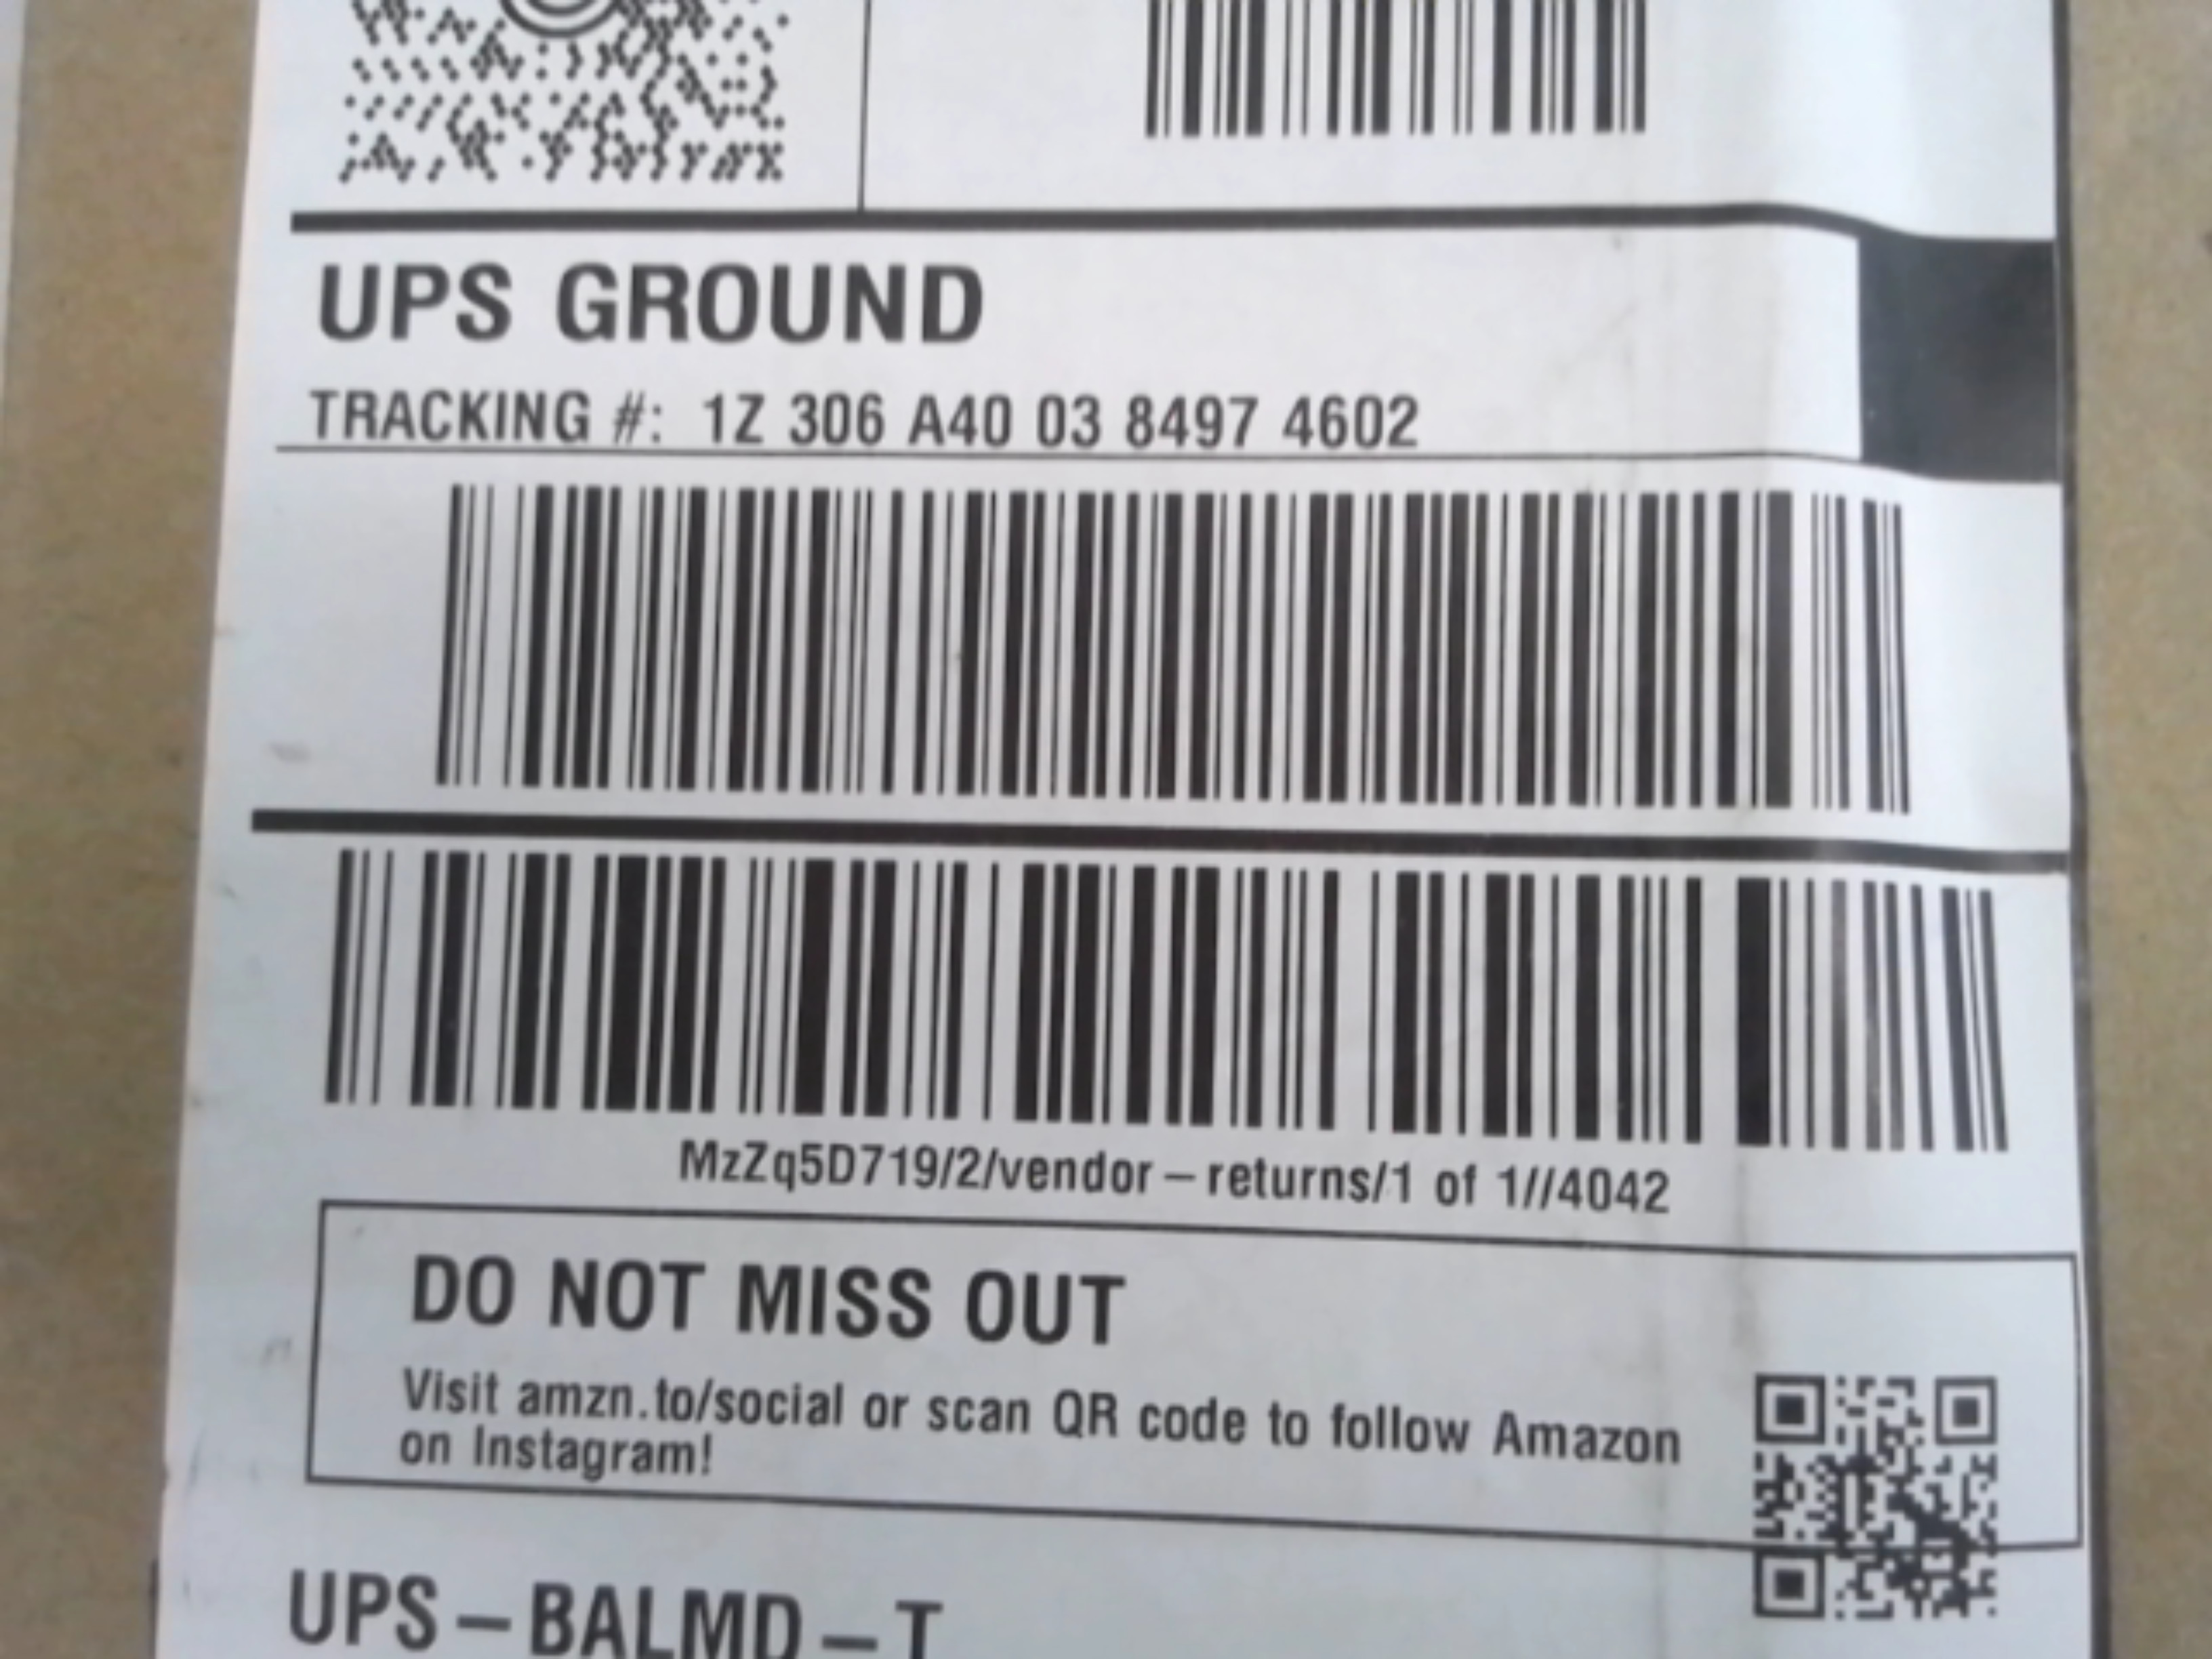 UPS GROUND
TRACKING #: 1Z 306 A40 03 8497 4602
MzZq5D719/2/vendor-returns/1 of 1//4042
DO NOT MISS OUT
Visit amzn.to/social or scan QR code to follow Amazon
on Instagram!
UPS-BALMD-T